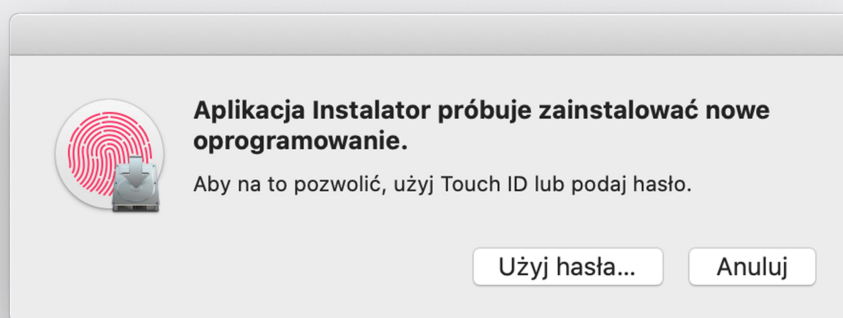 Aplikacja Instalator próbuje zainstalować nowe
oprogramowanie.
Aby na to pozwolić, użyj Touch ID lub podaj hasło.
Użyj hasła... Anuluj